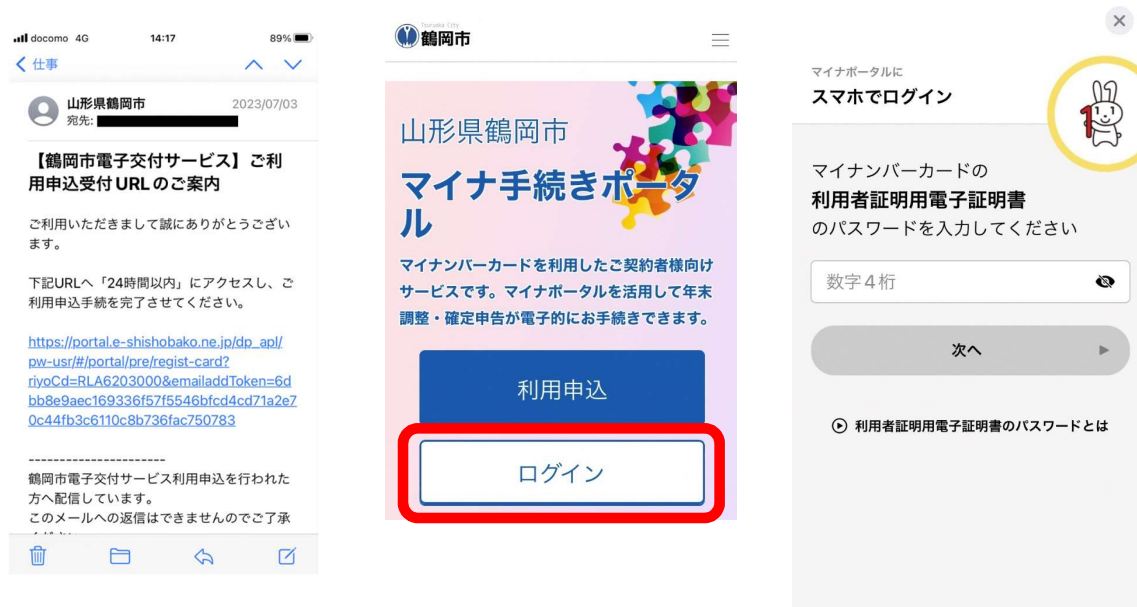 docomo 4G 14:17 89%
仕事
山形県鶴岡市 2023/07/03
宛先:
【鶴岡市電子交付サービス】ご利
用申込受付URLのご案内
ご利用いただきまして誠にありがとうござい
ます。
下記URLへ「24時間以内」にアクセスし、ご
利用申込手続を完了させてください。
https://portal.e-shishobako.ne.jp/dp_apl/
pw-usr/#/portal/pre/regist-card?
riyoCd=RLA6203000&emailaddToken=6d
bb8e9aec169336f57f5546bfcd4cd71a2e7
0c44fb3c6110c8b736fac750783
----------------------
鶴岡市電子交付サービス利用申込を行われた
方へ配信しています。
このメールへの返信はできませんのでご了承
Tsuruoka City
鶴岡市
山形県鶴岡市
マイナ手続きポータ
ル
マイナンバーカードを利用したご契約者様向け
サービスです。マイナポータルを活用して年末
調整・確定申告が電子的にお手続きできます。
利用申込
ログイン
マイナポータルに
スマホでログイン
1
マイナンバーカードの
利用者証明用電子証明書
のパスワードを入力してください
数字4桁
次へ
利用者証明用電子証明書のパスワードとは